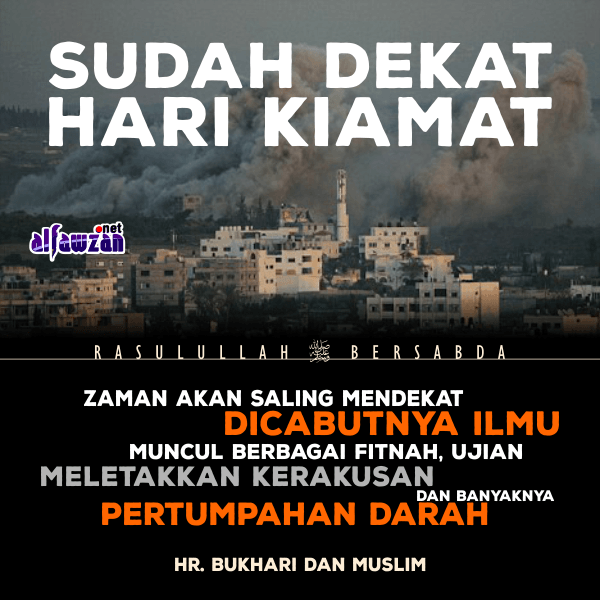 SUDAH DEKAT
HARI KIAMAT
alfawzan.net
RASULULLAH ﷺ BERSABDA
ZAMAN AKAN SALING MENDEKAT
DICABUTNYA ILMU
MUNCUL BERBAGAI FITNAH, UJIAN
MELETAKKAN KERAKUSAN
DAN BANYAKNYA
PERTUMPAHAN DARAH
HR. BUKHARI DAN MUSLIM